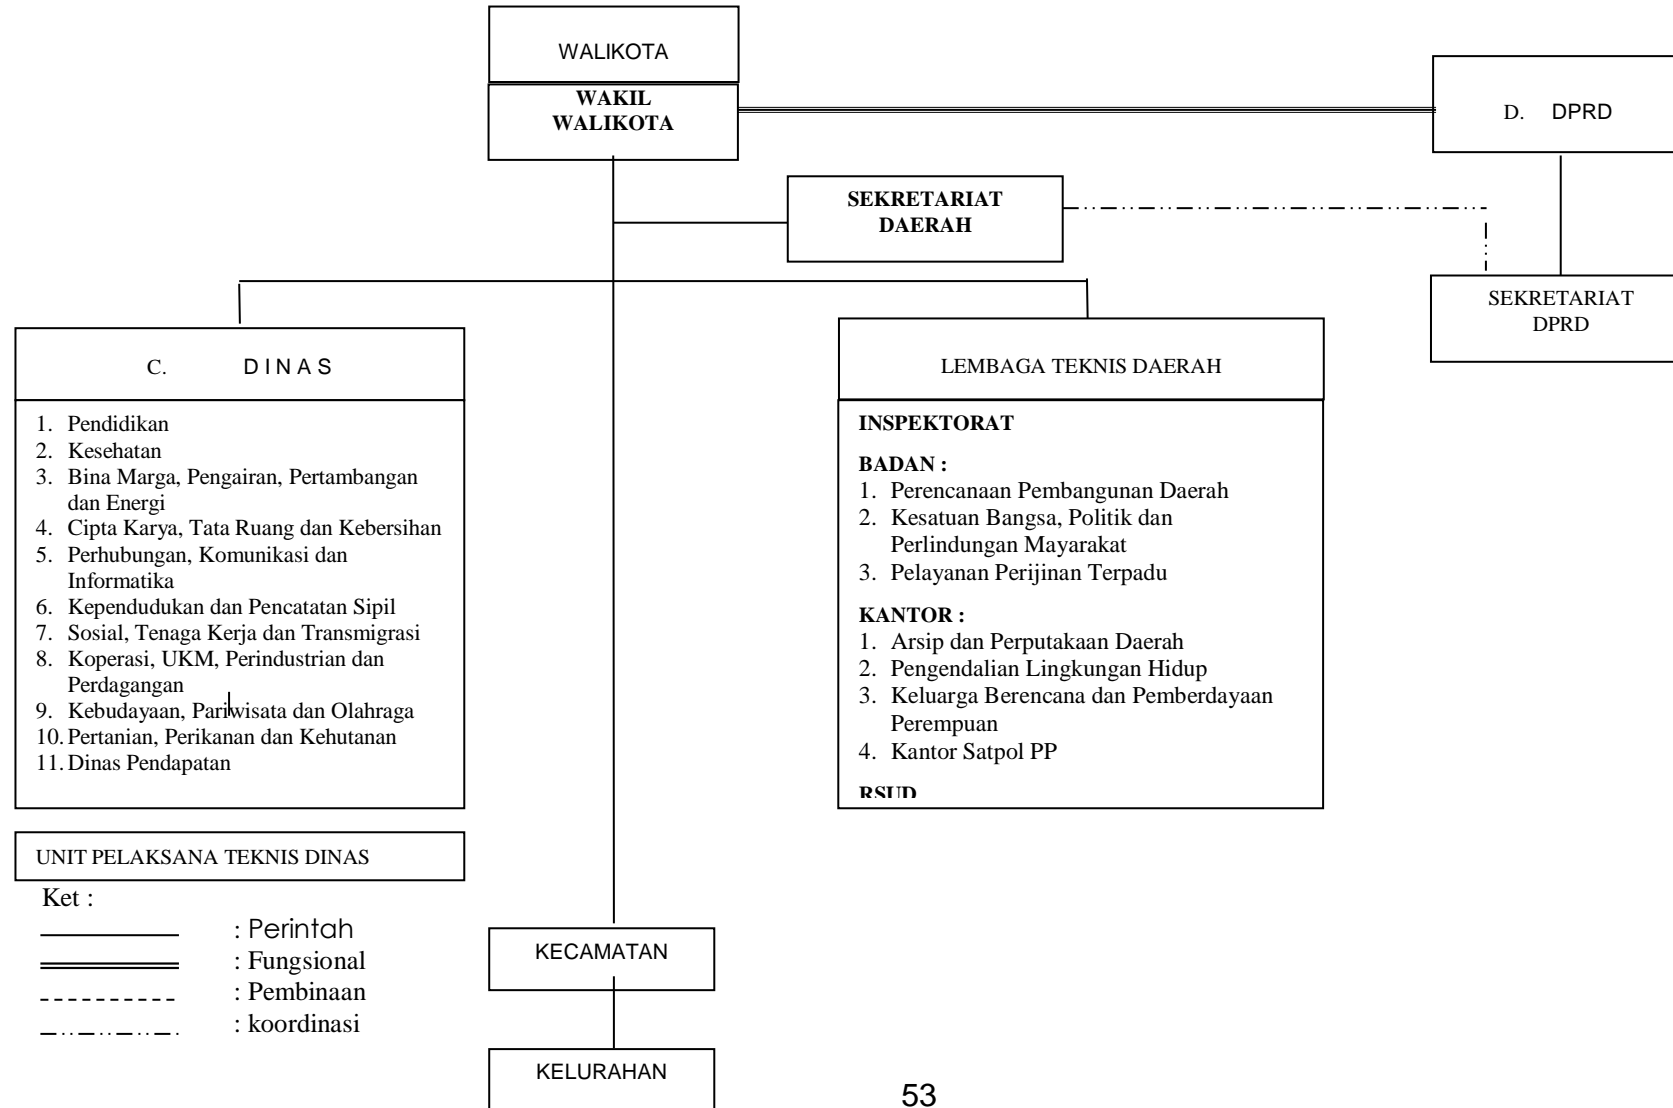 WALIKOTA
WAKIL
WALIKOTA
D. DPRD
SEKRETARIAT
DAERAH
SEKRETARIAT
DPRD
C. D I N A S
1. Pendidikan
2. Kesehatan
3. Bina Marga, Pengairan, Pertambangan
dan Energi
4. Cipta Karya, Tata Ruang dan Kebersihan
5. Perhubungan, Komunikasi dan
Informatika
6. Kependudukan dan Pencatatan Sipil
7. Sosial, Tenaga Kerja dan Transmigrasi
8. Koperasi, UKM, Perindustrian dan
Perdagangan
9. Kebudayaan, Pariwisata dan Olahraga
10. Pertanian, Perikanan dan Kehutanan
11. Dinas Pendapatan
LEMBAGA TEKNIS DAERAH
INSPEKTORAT
BADAN :
1. Perencanaan Pembangunan Daerah
2. Kesatuan Bangsa, Politik dan
Perlindungan Mayarakat
3. Pelayanan Perijinan Terpadu
KANTOR :
1. Arsip dan Perputakaan Daerah
2. Pengendalian Lingkungan Hidup
3. Keluarga Berencana dan Pemberdayaan
Perempuan
4. Kantor Satpol PP
RSUD
UNIT PELAKSANA TEKNIS DINAS
Ket :
: Perintah
: Fungsional
: Pembinaan
: koordinasi
KECAMATAN
KELURAHAN
53